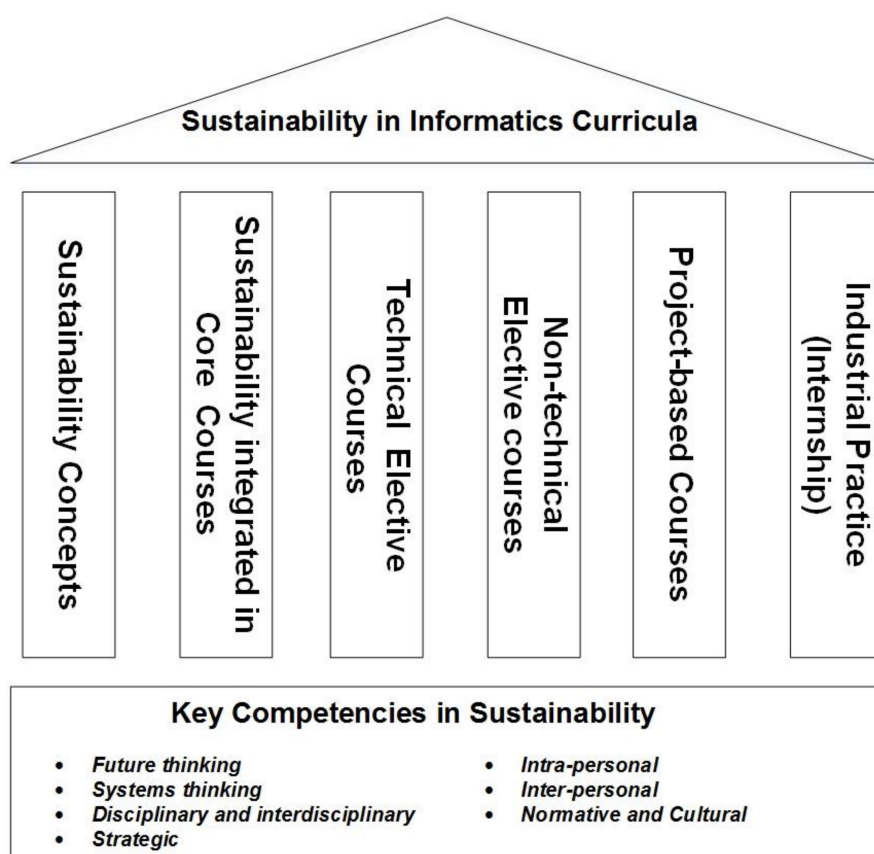 Sustainability in Informatics Curricula
Sustainability Concepts
Sustainability integrated in
Core Courses
Technical Elective
Courses
Non-technical
Elective courses
Project-based Courses
Industrial Practice
(Internship)
Key Competencies in Sustainability
• Future thinking
• Systems thinking
• Disciplinary and interdisciplinary
• Strategic
• Intra-personal
• Inter-personal
• Normative and Cultural